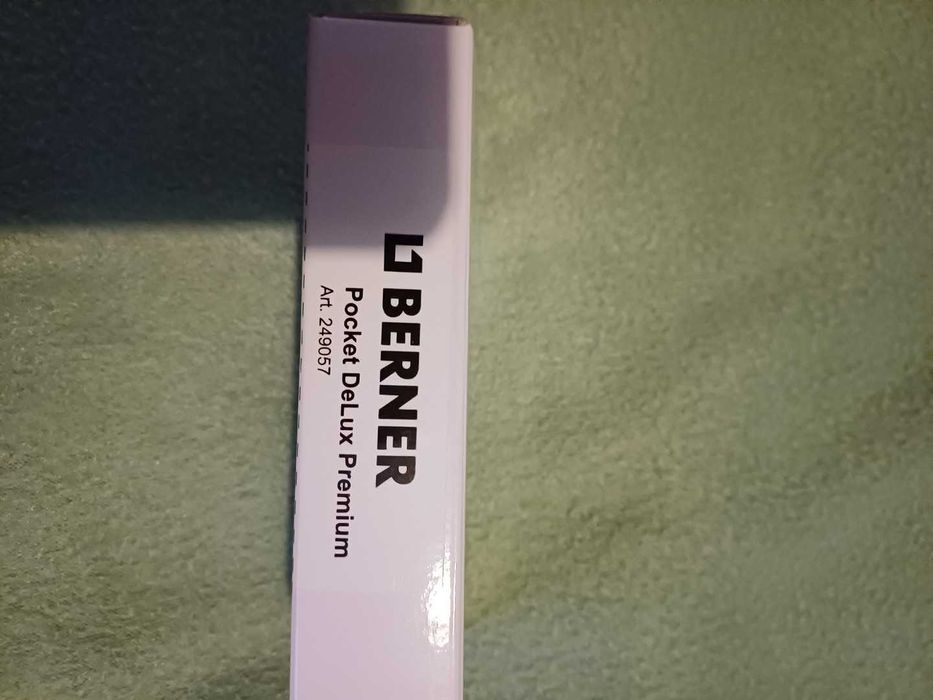 BERNER
Pocket DeLux Premium
Art. 249057